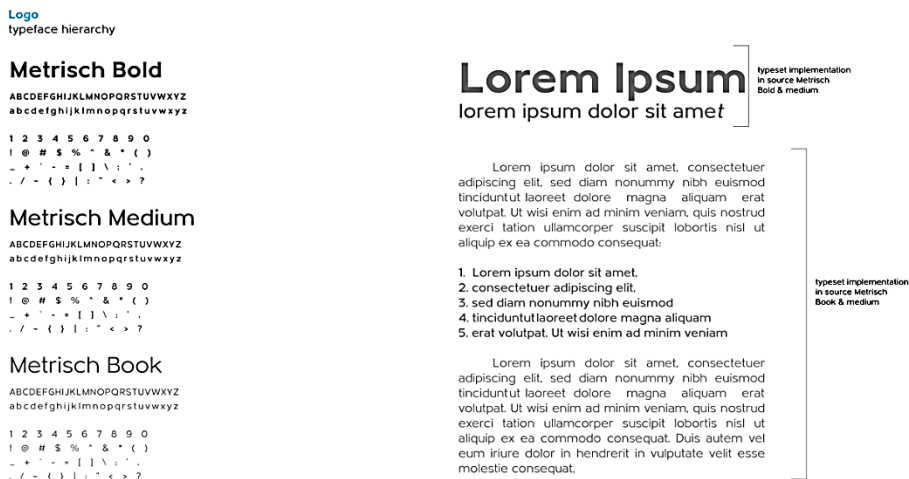 Logo
typeface hierarchy
Metrisch Bold
ABCDEFGHIJKLMNOPQRSTUVWXYZ
abcdefghijklmnopqrstuvwxyz
1 2 3 4 5 6 7 8 9 0
! @ # $ % ^ & * ( )
_ + ` - = [ ] \ ; ' ,
. / ~ { } | : " < > ?
Metrisch Medium
ABCDEFGHIJKLMNOPQRSTUVWXYZ
abcdefghijklmnopqrstuvwxyz
1 2 3 4 5 6 7 8 9 0
! @ # $ % ^ & * ( )
_ + ` - = [ ] \ ; ' ,
. / ~ { } | : " < > ?
Metrisch Book
ABCDEFGHIJKLMNOPQRSTUVWXYZ
abcdefghijklmnopqrstuvwxyz
1 2 3 4 5 6 7 8 9 0
! @ # $ % ^ & * ( )
_ + ` - = [ ] \ ; ' ,
. / ~ { } | : " < > ?
Lorem Ipsum
lorem ipsum dolor sit amet
typeset implementation
in source Metrisch
Bold & medium
Lorem ipsum dolor sit amet, consectetuer
adipiscing elit, sed diam nonummy nibh euismod
tinciduntut laoreet dolore magna aliquam erat
volutpat. Ut wisi enim ad minim veniam, quis nostrud
exerci tation ullamcorper suscipit lobortis nisl ut
aliquip ex ea commodo consequat:
1. Lorem ipsum dolor sit amet,
2. consectetuer adipiscing elit,
3. sed diam nonummy nibh euismod
4. tinciduntut laoreet dolore magna aliquam
5. erat volutpat. Ut wisi enim ad minim veniam
Lorem ipsum dolor sit amet, consectetuer
adipiscing elit, sed diam nonummy nibh euismod
tinciduntut laoreet dolore magna aliquam erat
volutpat. Ut wisi enim ad minim veniam, quis nostrud
exerci tation ullamcorper suscipit lobortis nisl ut
aliquip ex ea commodo consequat. Duis autem vel
eum iriure dolor in hendrerit in vulputate velit esse
molestie consequat,
typeset implementation
in source Metrisch
Book & medium